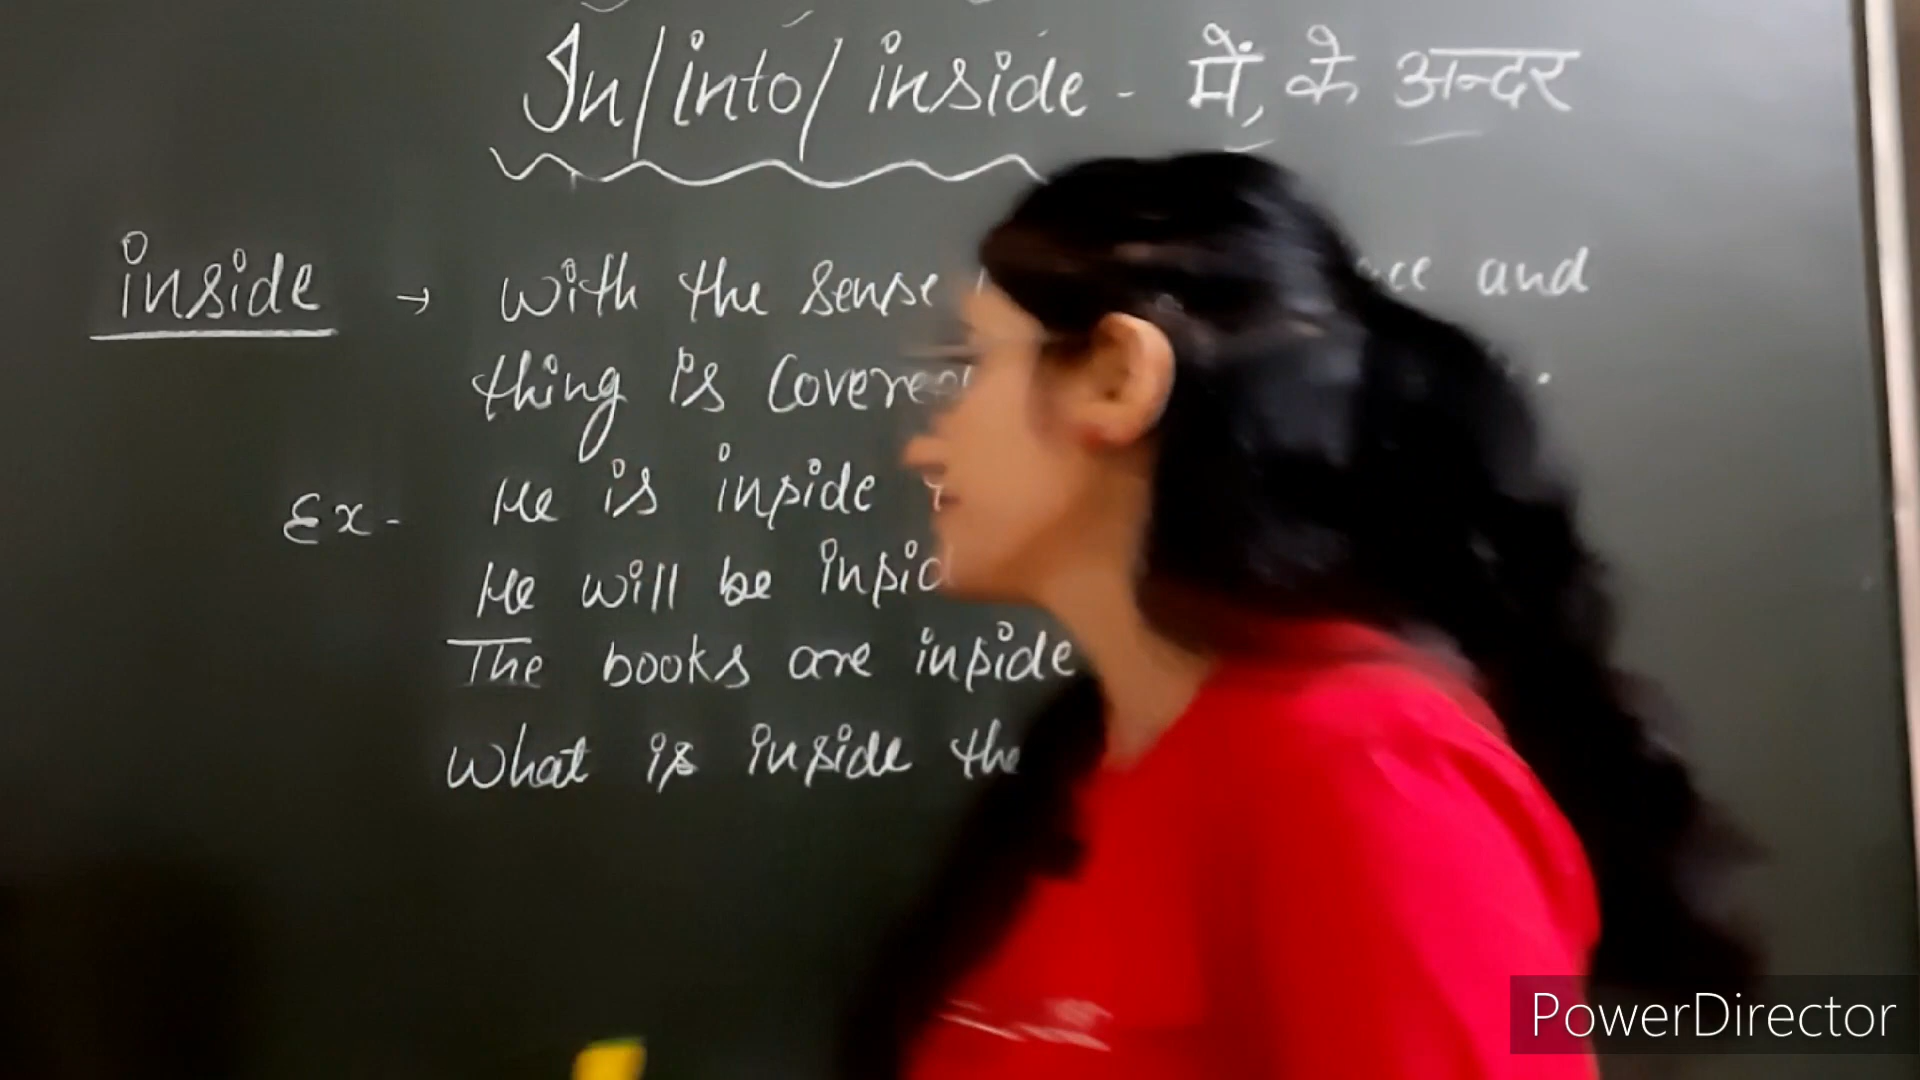 In/into/inside - में, के अन्दर
inside → with the sense and
thing is covered
Ex- He is inside
He will be
The books are inside
What is inside the
PowerDirector